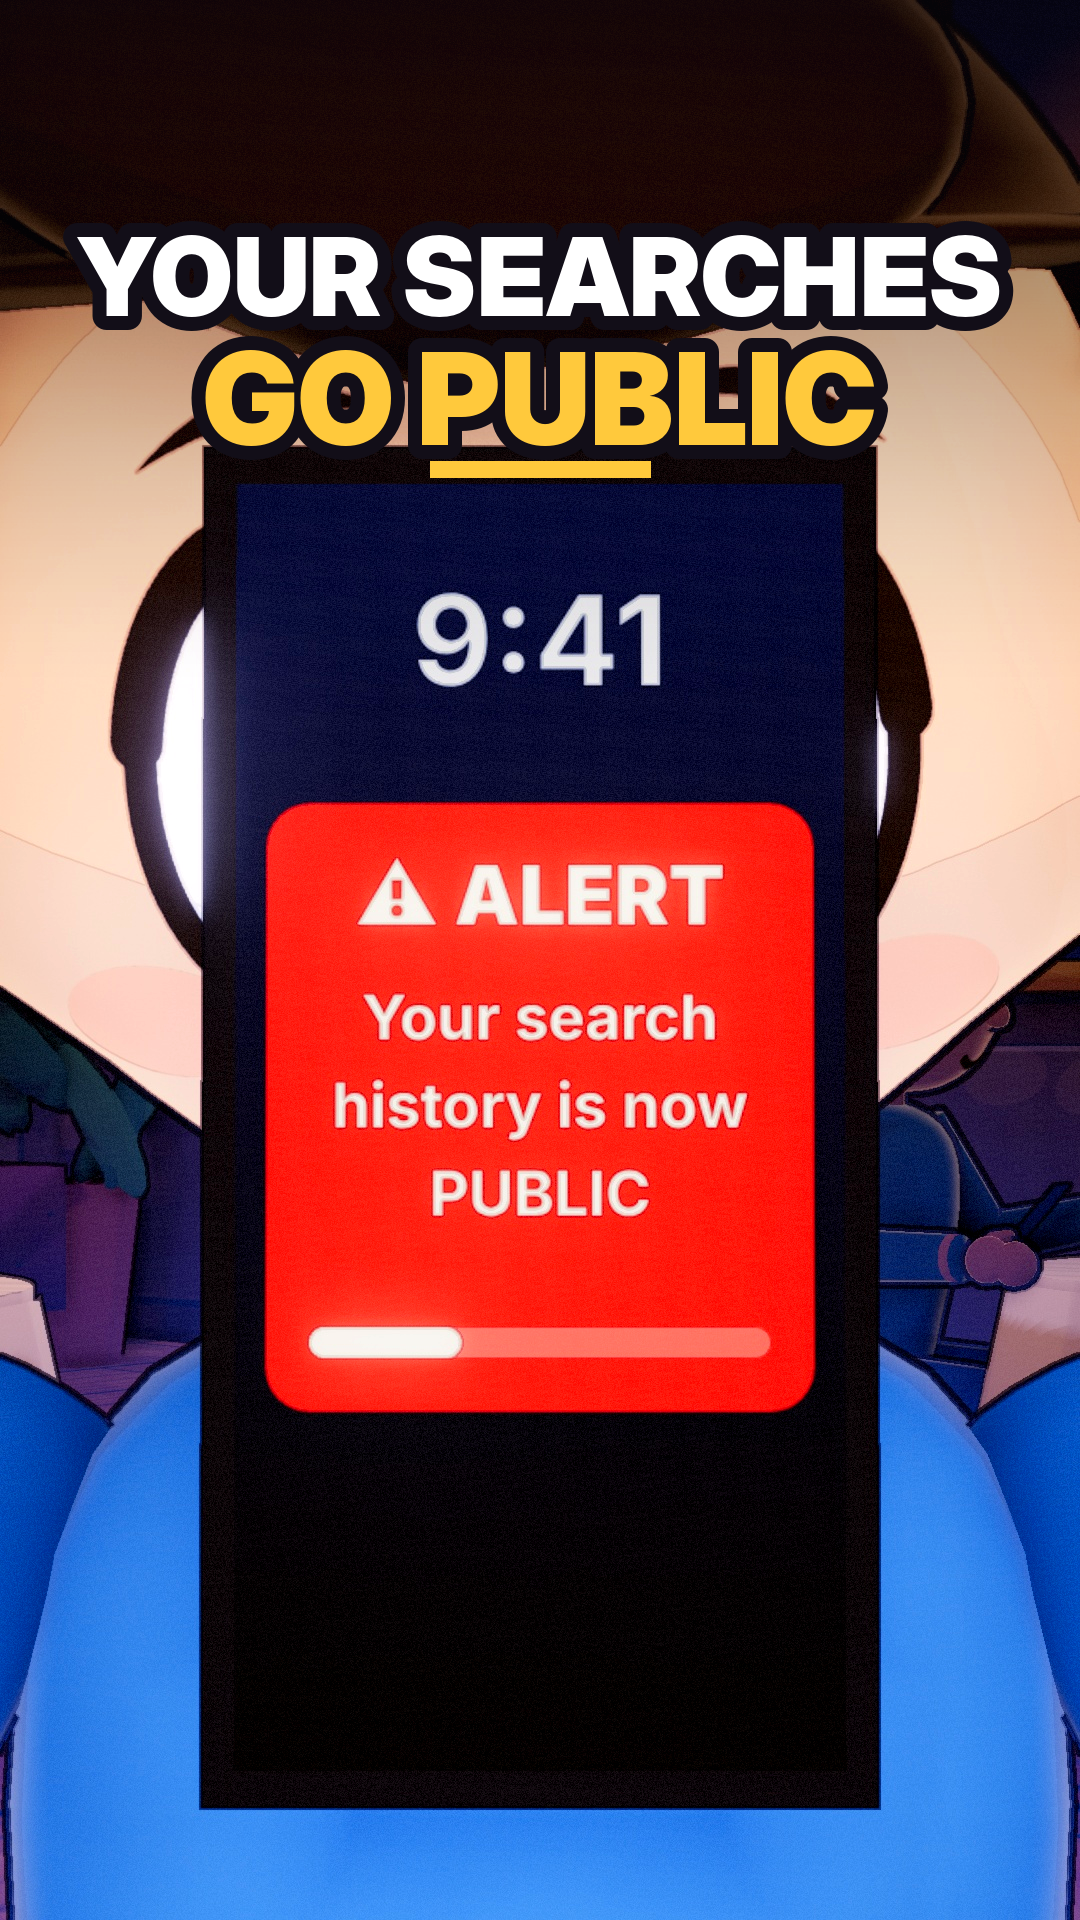 YOUR SEARCHES
GO PUBLIC
9:41
⚠ ALERT
Your search
history is now
PUBLIC